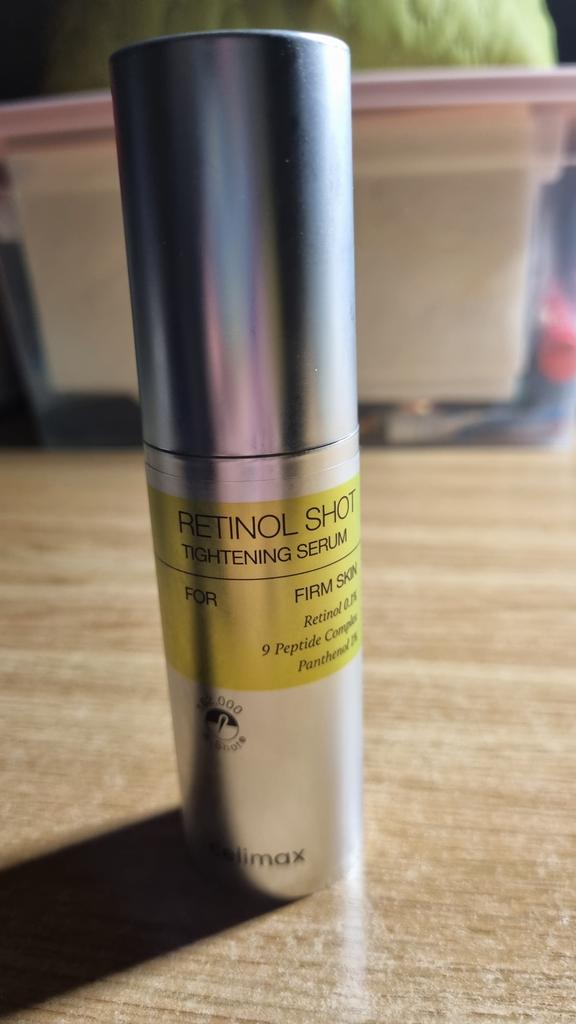 RETINOL SHOT
TIGHTENING SERUM
FOR FIRM SKIN
Retinol 0.1%
9 Peptide Complex
Panthenol 1%
celimax